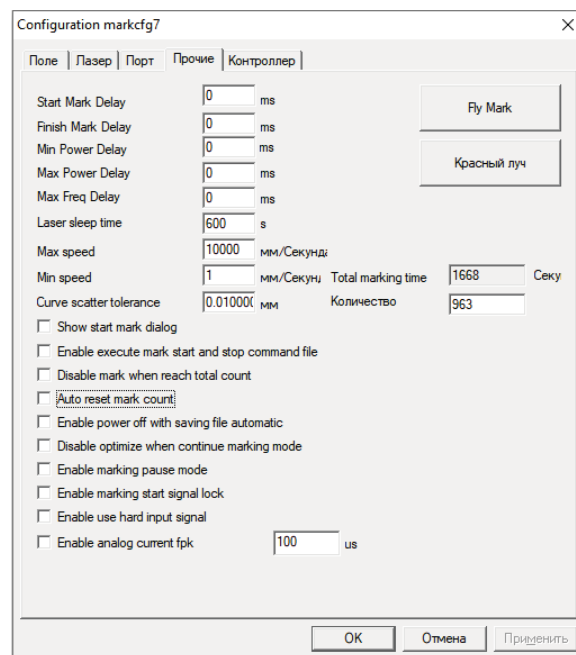 Configuration markcfg7
Поле Лазер Порт Прочие Контроллер
Start Mark Delay 0 ms Fly Mark
Finish Mark Delay 0 ms
Min Power Delay 0 ms Красный луч
Max Power Delay 0 ms
Max Freq Delay 0 ms
Laser sleep time 600 s
Max speed 10000 мм/Секунда
Min speed 1 мм/Секунд Total marking time 1668 Секу
Curve scatter tolerance 0.01000 мм Количество 963
Show start mark dialog
Enable execute mark start and stop command file
Disable mark when reach total count
Auto reset mark count
Enable power off with saving file automatic
Disable optimize when continue marking mode
Enable marking pause mode
Enable marking start signal lock
Enable use hard input signal
Enable analog current fpk 100 us
OK Отмена Применить